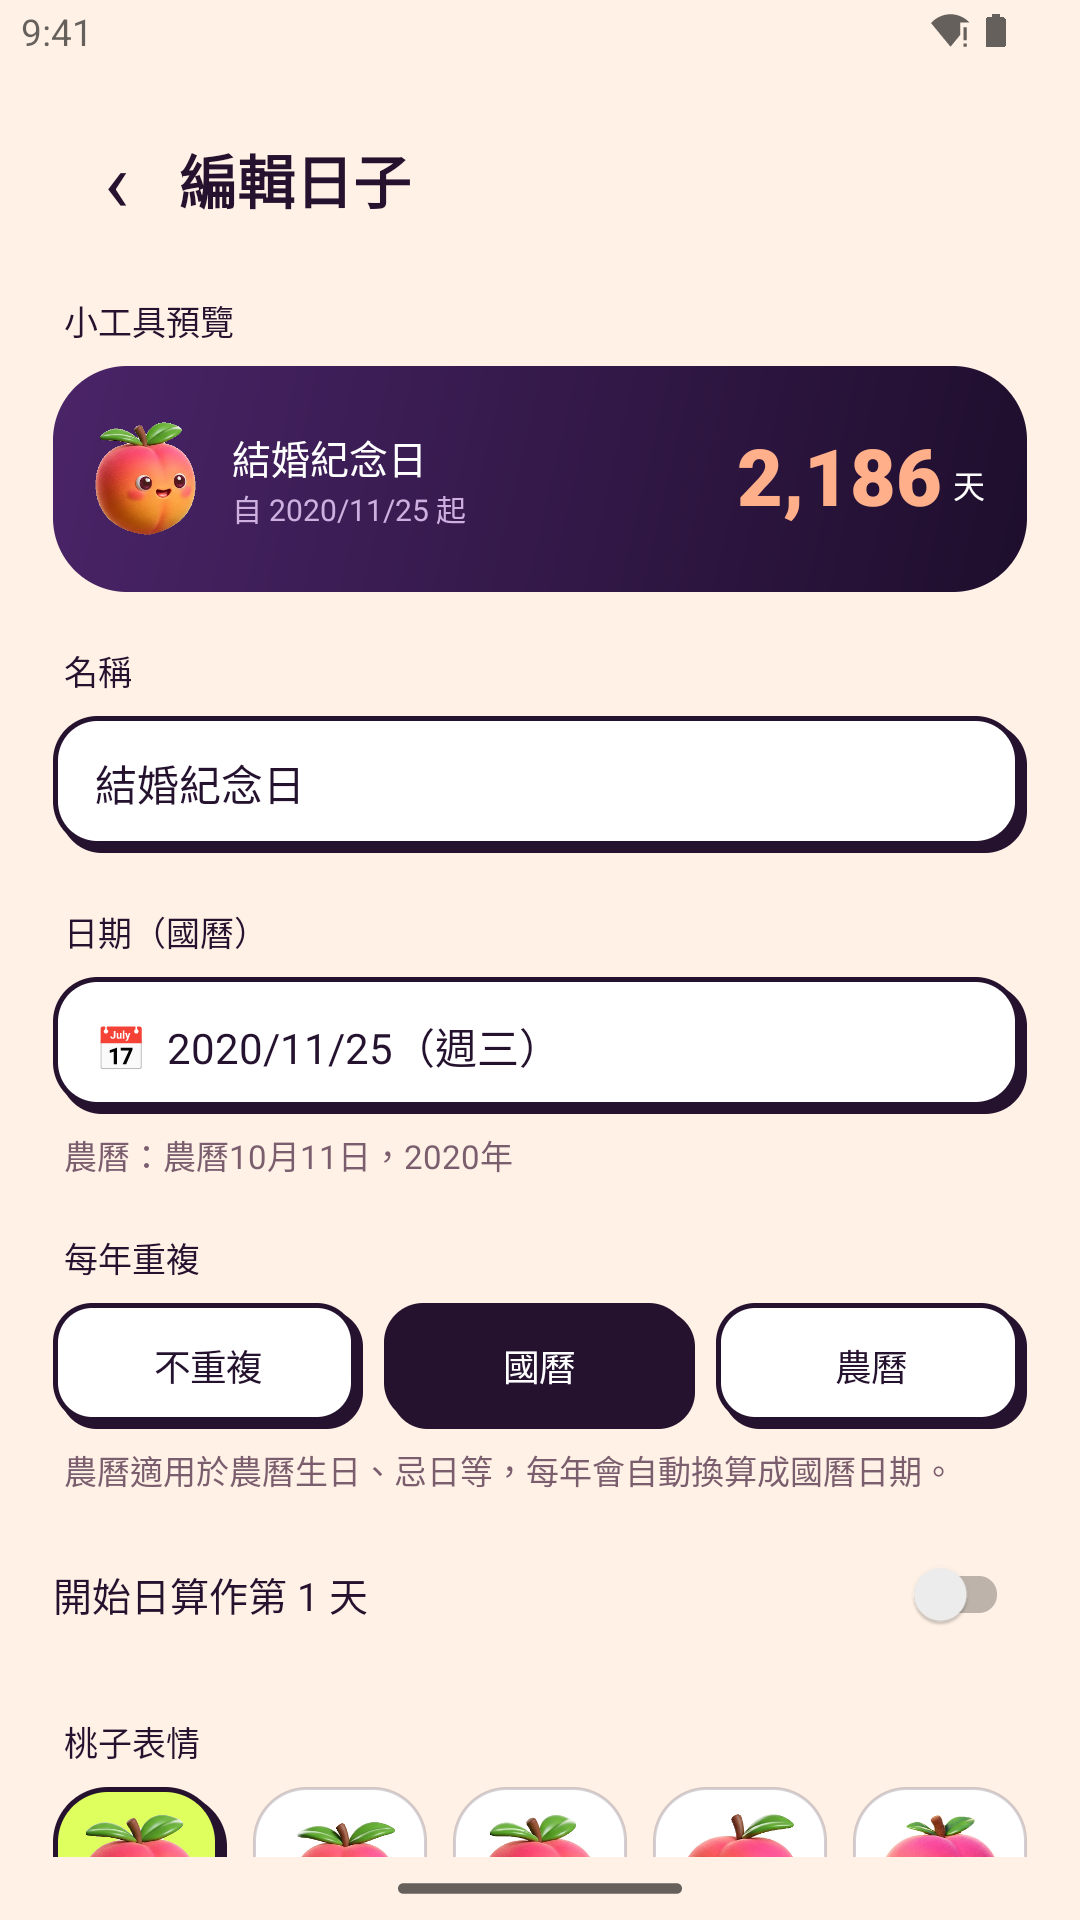 9:41
‹ 編輯日子
小工具預覽
結婚紀念日
自 2020/11/25 起
2,186 天
名稱
結婚紀念日
日期（國曆）
July 17 2020/11/25（週三）
農曆：農曆10月11日，2020年
每年重複
不重複 國曆 農曆
農曆適用於農曆生日、忌日等，每年會自動換算成國曆日期。
開始日算作第 1 天
桃子表情